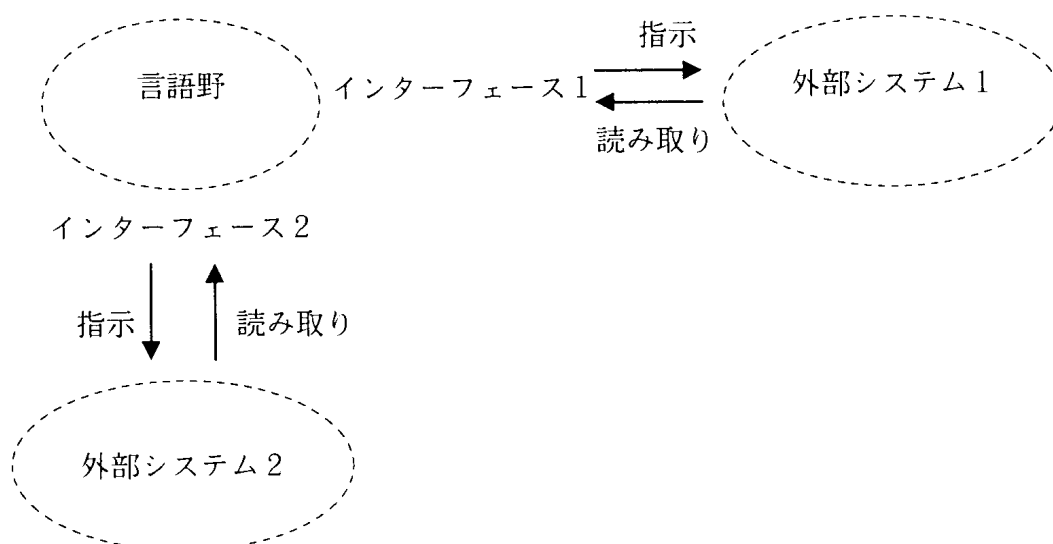 指示
言語野
インターフェース1
外部システム1
読み取り
インターフェース2
指示
読み取り
外部システム2